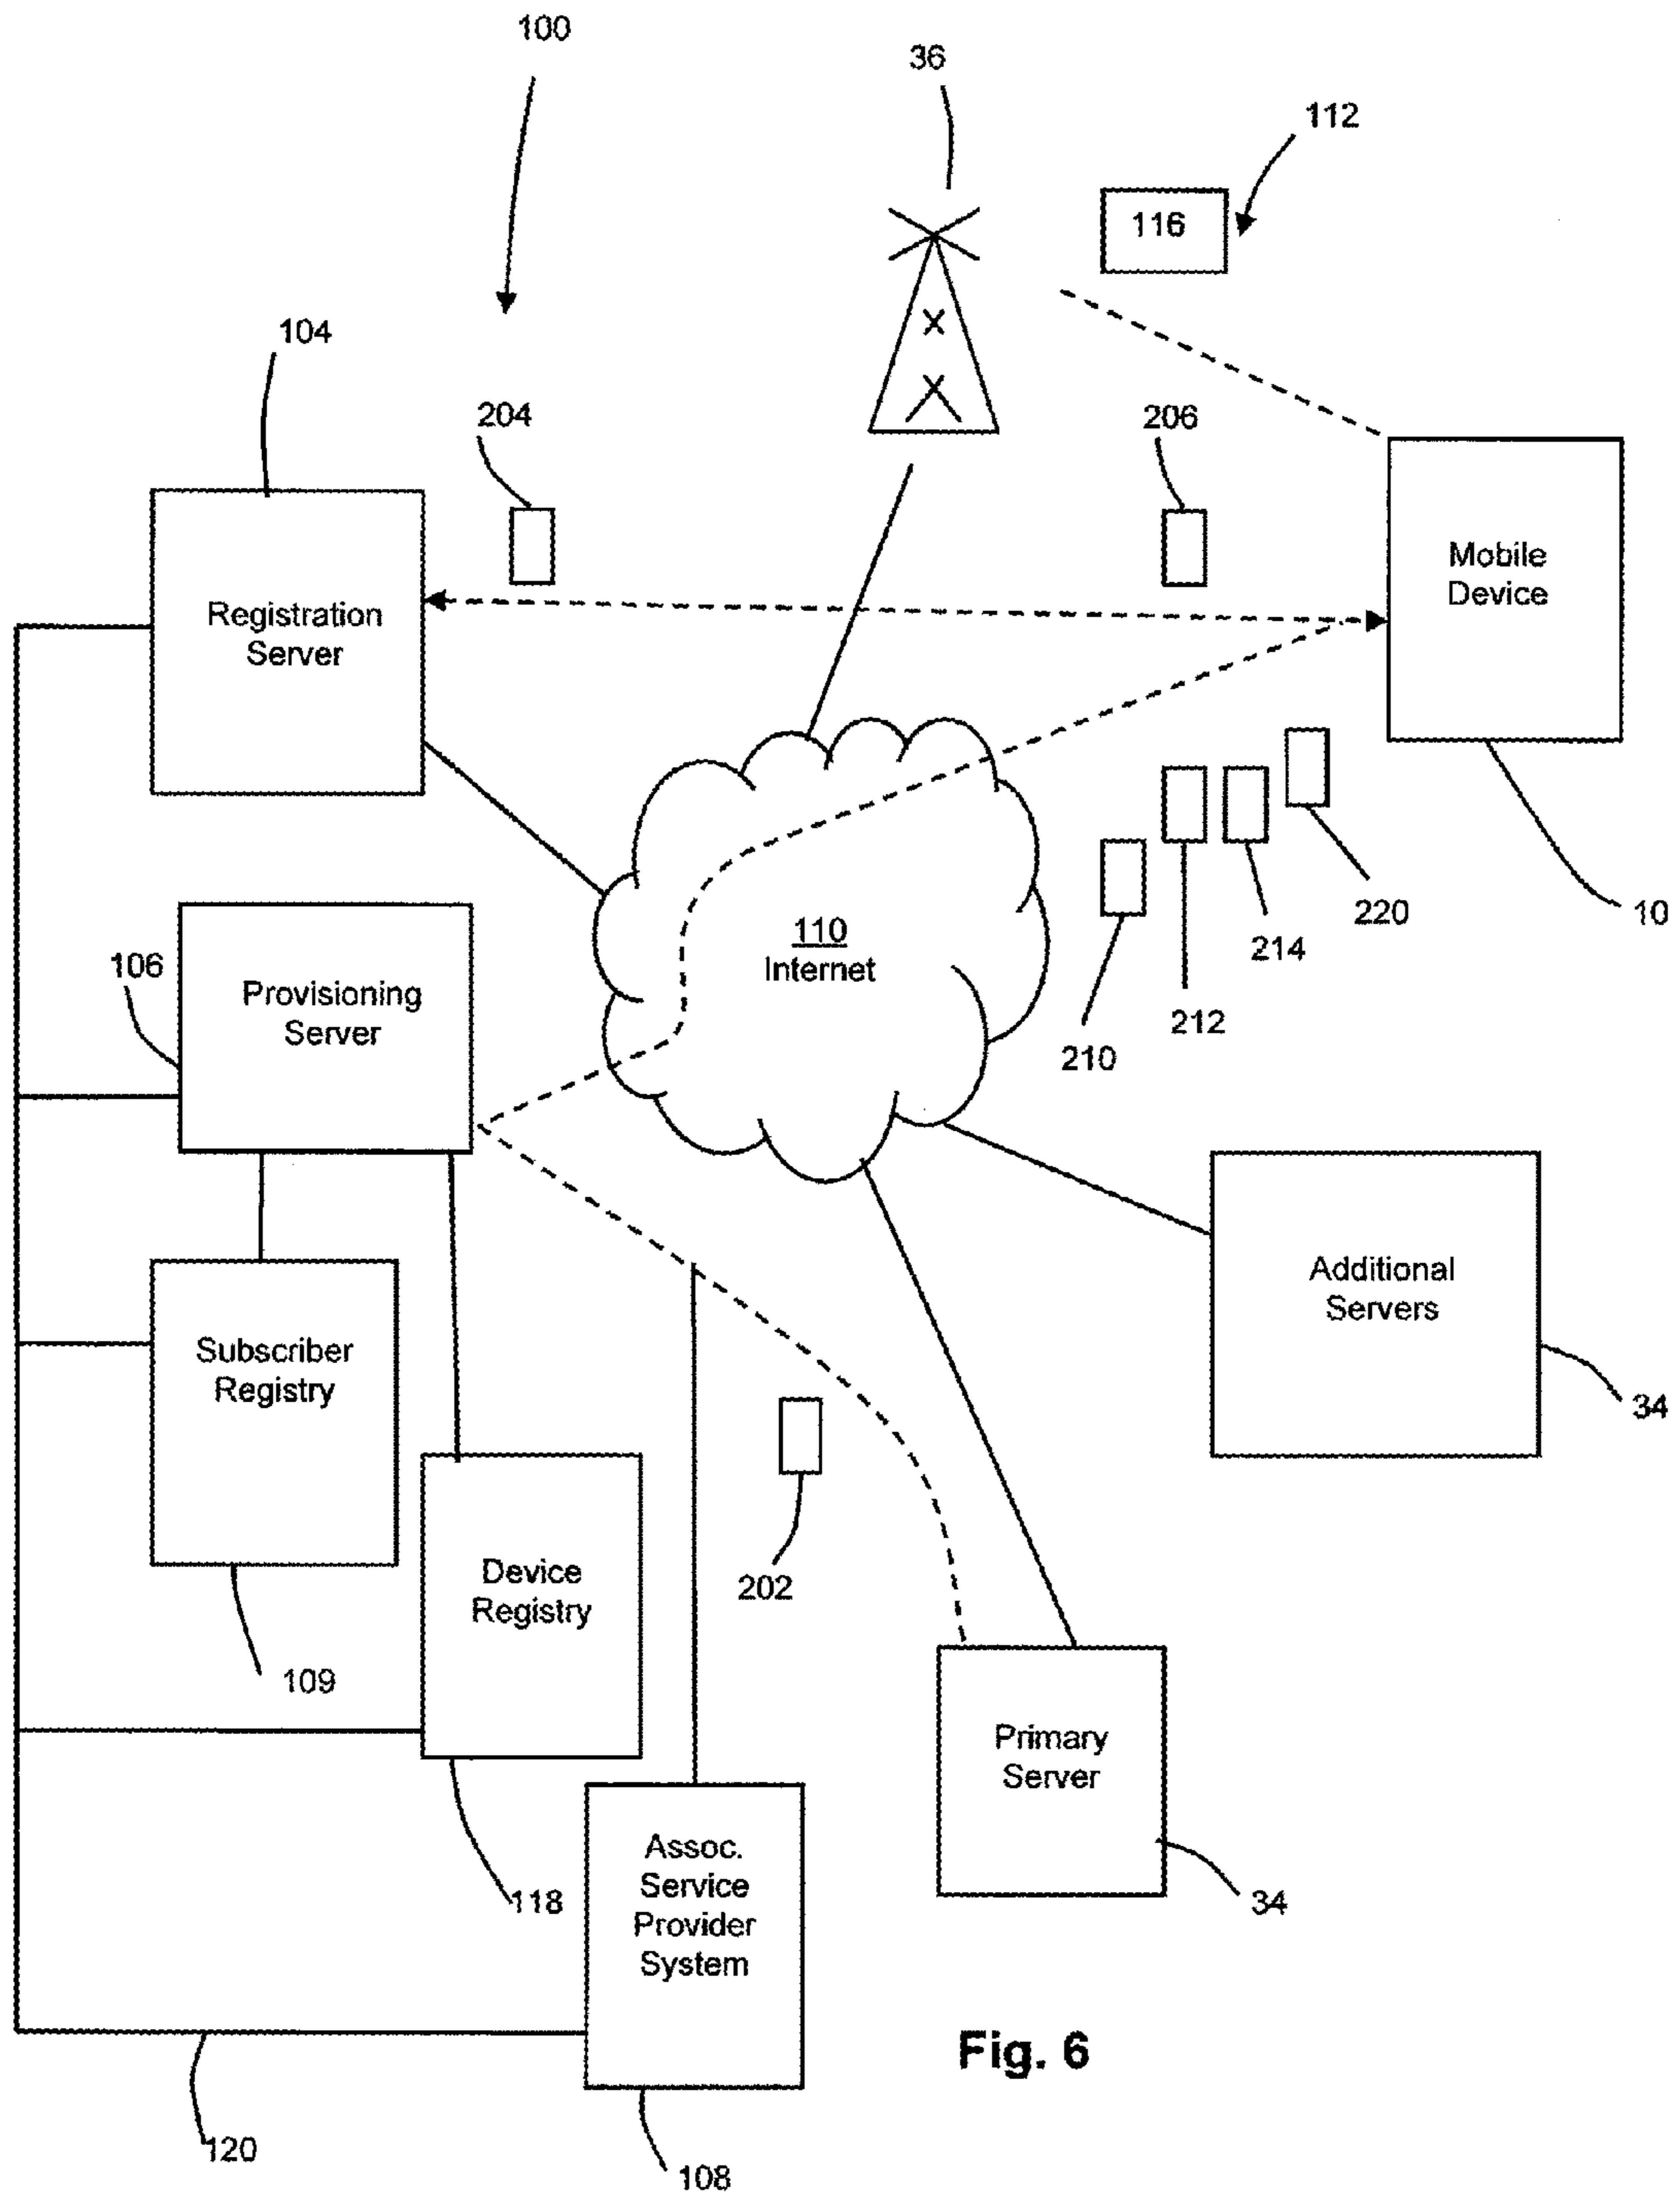 100
36
112
116
104
204
206
Mobile
Device
Registration
Server
220
10
214
110
Internet
106
Provisioning
Server
212
210
Additional
Servers
Subscriber
Registry
34
Device
Registry
202
109
Primary
Server
Assoc.
Service
Provider
System
118
34
Fig. 6
120
108